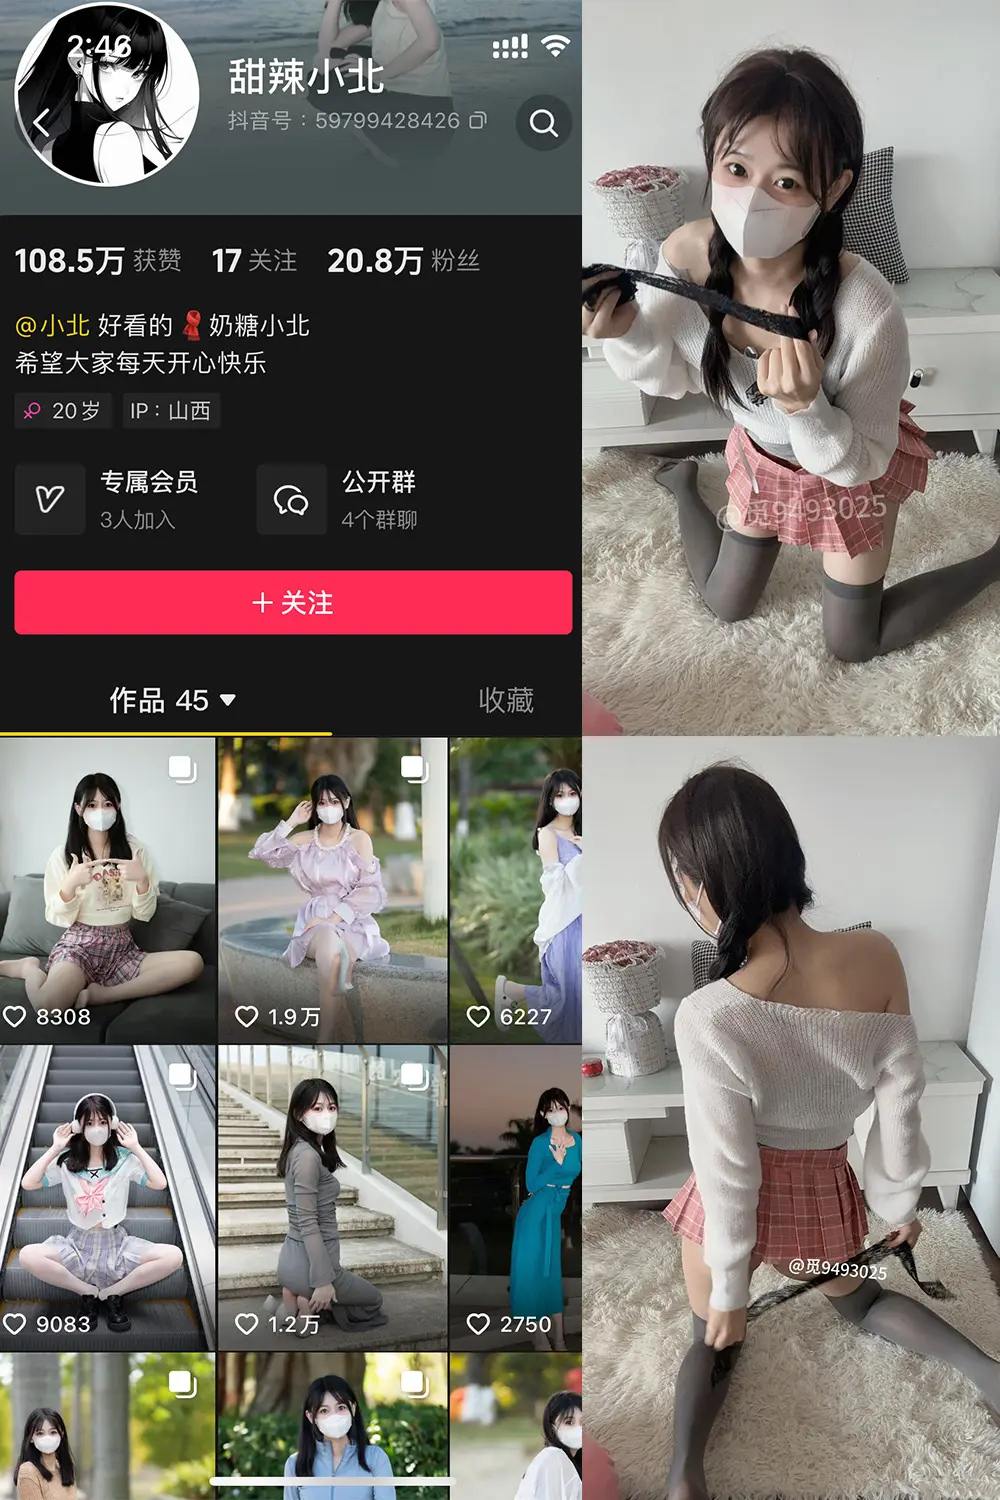 2:46
甜辣小北
抖音号：59799428426
108.5万 获赞 17 关注 20.8万 粉丝
@小北 好看的 奶糖小北
希望大家每天开心快乐
20岁 IP：山西
专属会员 公开群
3人加入 4个群聊
＋关注
作品 45 收藏
8308 1.9万 6227
9083 1.2万 2750
@觅9493025
@觅9493025